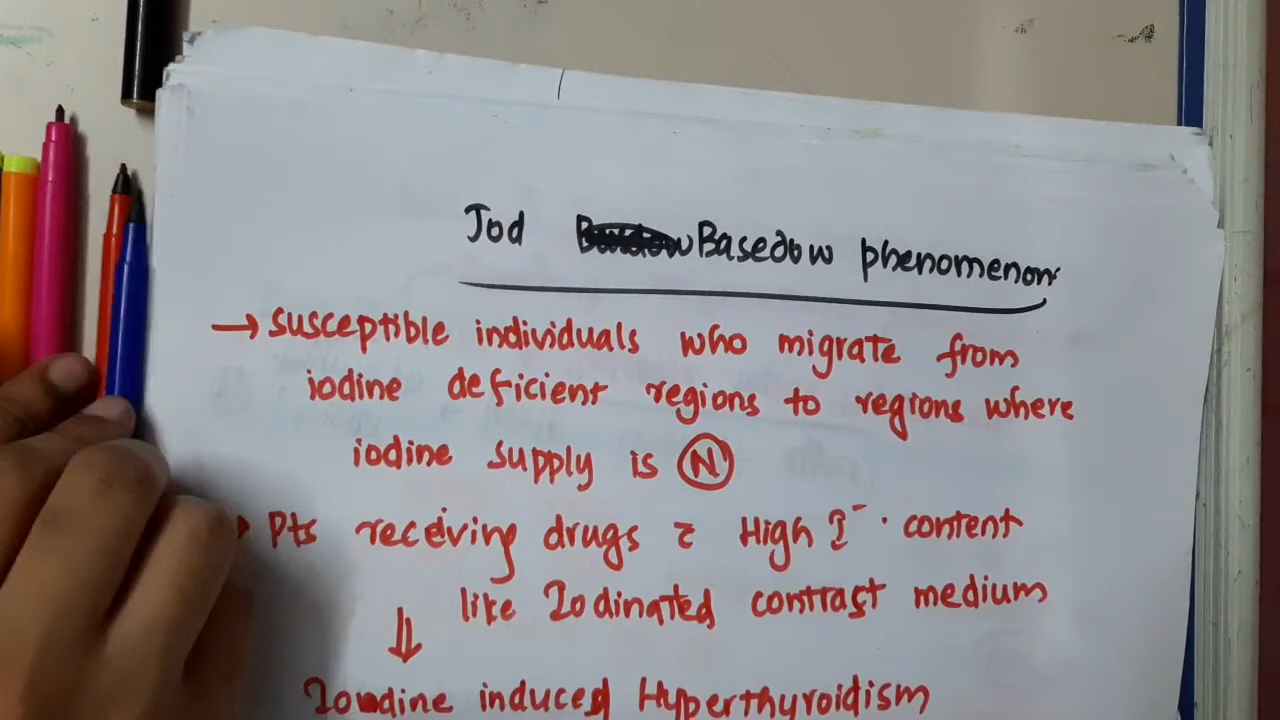 Jod Basedow phenomenon
→ susceptible individuals who migrate from
iodine deficient regions to regions where
iodine supply is N
Pts receiving drugs c High I⁻ content
like Iodinated contrast medium
⇓
Iodine induced Hyperthyroidism